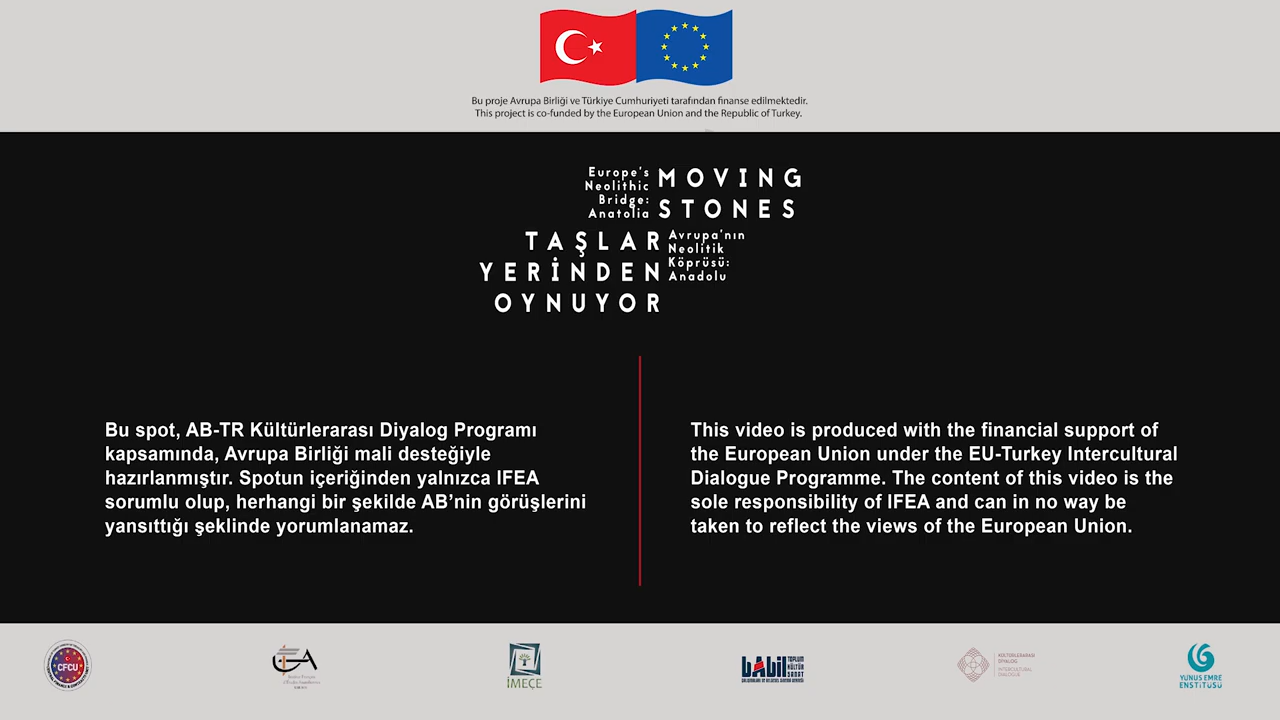 Bu proje Avrupa Birliği ve Türkiye Cumhuriyeti tarafından finanse edilmektedir.
This project is co-funded by the European Union and the Republic of Turkey.
Europe's
Neolithic
Bridge:
Anatolia
MOVING
STONES
TAŞLAR
YERİNDEN
OYNUYOR
Avrupa'nın
Neolitik
Köprüsü:
Anadolu
Bu spot, AB-TR Kültürlerarası Diyalog Programı
kapsamında, Avrupa Birliği mali desteğiyle
hazırlanmıştır. Spotun içeriğinden yalnızca IFEA
sorumlu olup, herhangi bir şekilde AB'nin görüşlerini
yansıttığı şeklinde yorumlanamaz.
This video is produced with the financial support of
the European Union under the EU-Turkey Intercultural
Dialogue Programme. The content of this video is the
sole responsibility of IFEA and can in no way be
taken to reflect the views of the European Union.
CFCU
İMEÇE
bAbil
TOPLUM
KÜLTÜR
SANAT
KÜLTÜRLERARASI
DİYALOG
INTERCULTURAL
DIALOGUE
YUNUS EMRE
ENSTİTÜSÜ